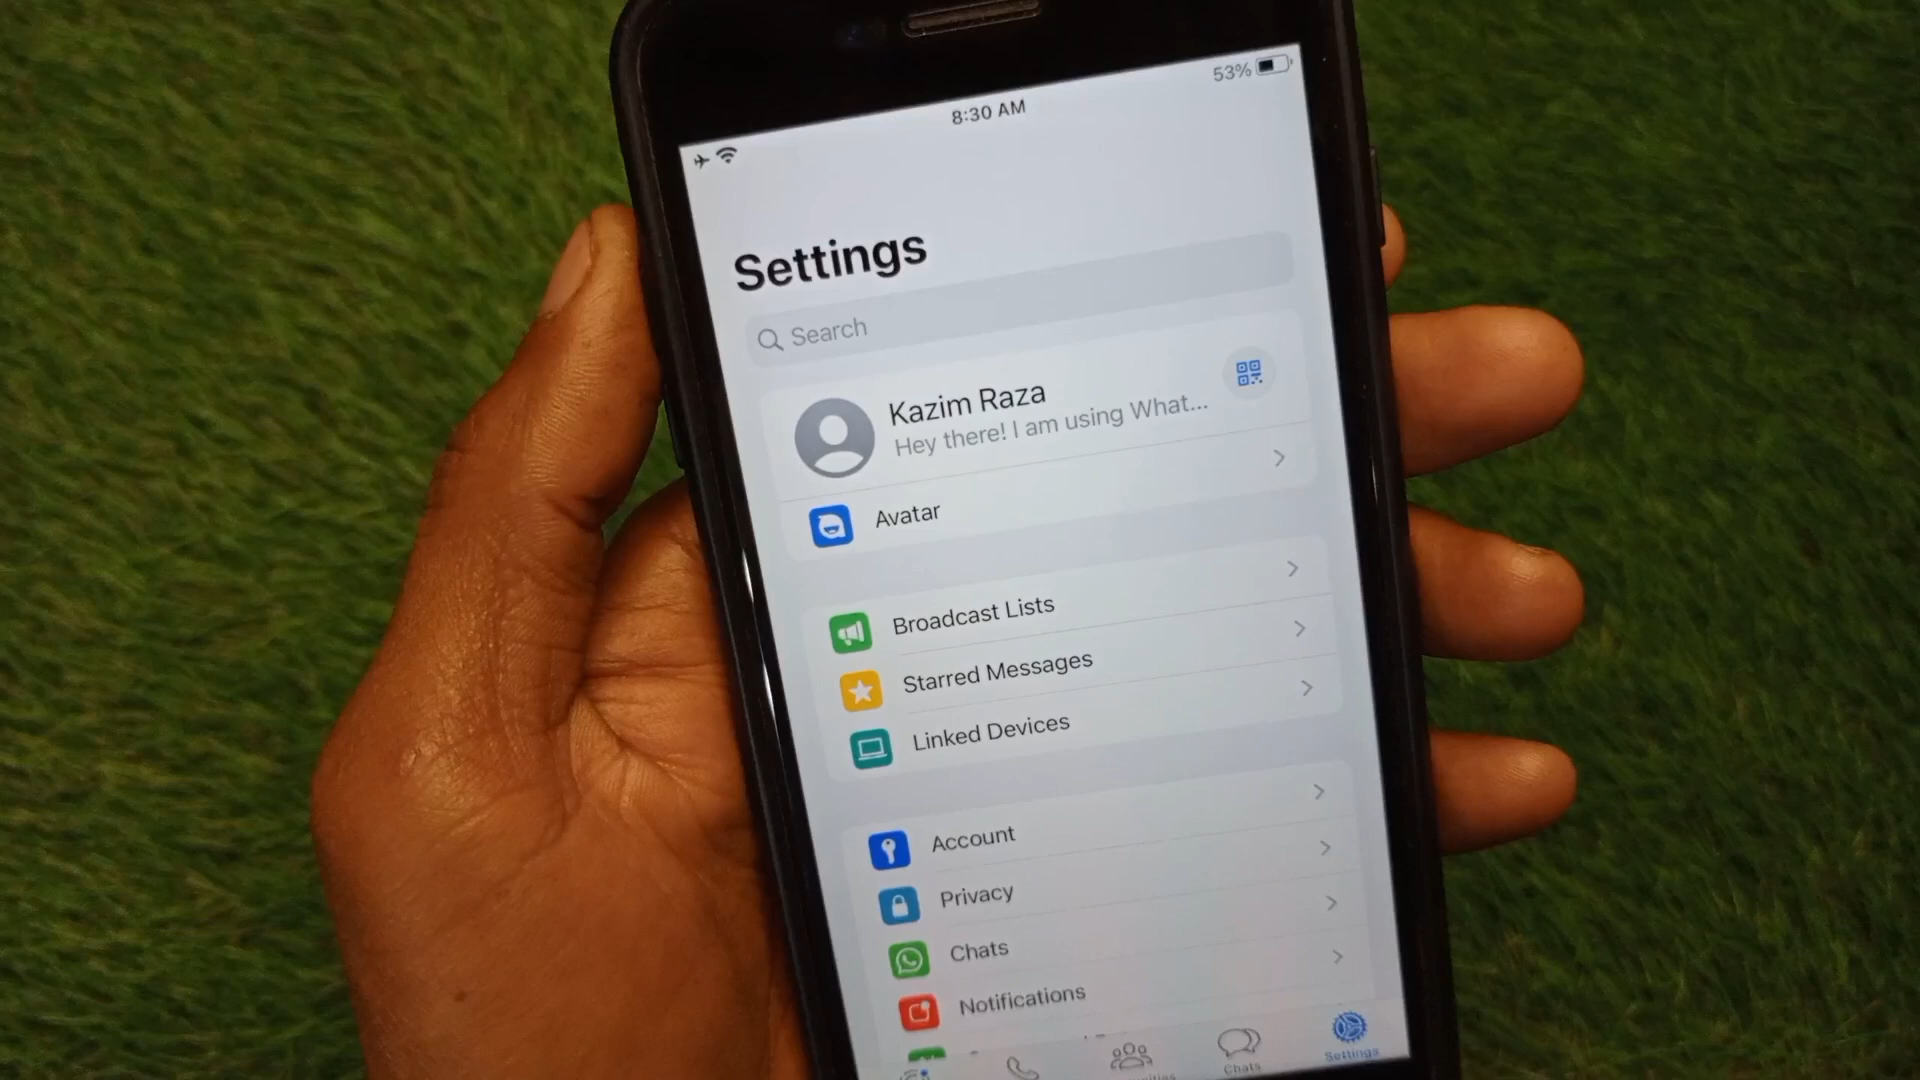 53%
8:30 AM
Settings
Search
Kazim Raza
Hey there! I am using What...
Avatar
Broadcast Lists
Starred Messages
Linked Devices
Account
Privacy
Chats
Notifications
Chats
Settings